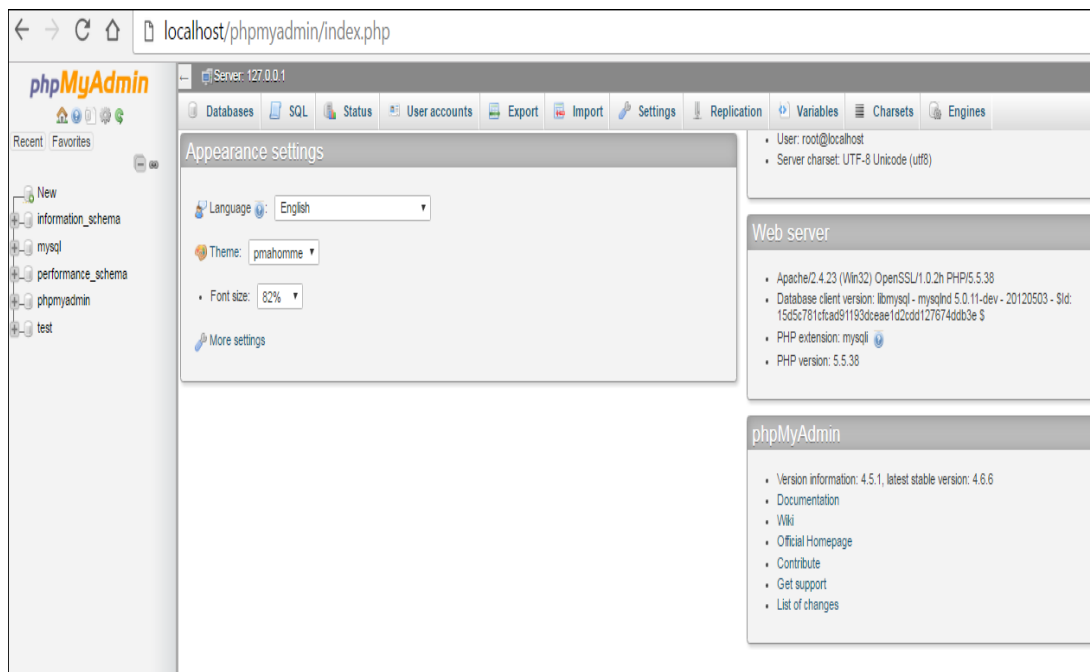 localhost/phpmyadmin/index.php
phpMyAdmin
Recent Favorites
New
information_schema
mysql
performance_schema
phpmyadmin
test
Server: 127.0.0.1
Databases SQL Status User accounts Export Import Settings Replication Variables Charsets Engines
Appearance settings
Language : English
Theme: pmahomme
Font size: 82%
More settings
User: root@localhost
Server charset: UTF-8 Unicode (utf8)
Web server
Apache/2.4.23 (Win32) OpenSSL/1.0.2h PHP/5.5.38
Database client version: libmysql - mysqlnd 5.0.11-dev - 20120503 - $Id:
15d5c781cfcad91193dceae1d2cdd127674ddb3e $
PHP extension: mysqli
PHP version: 5.5.38
phpMyAdmin
Version information: 4.5.1, latest stable version: 4.6.6
Documentation
Wiki
Official Homepage
Contribute
Get support
List of changes